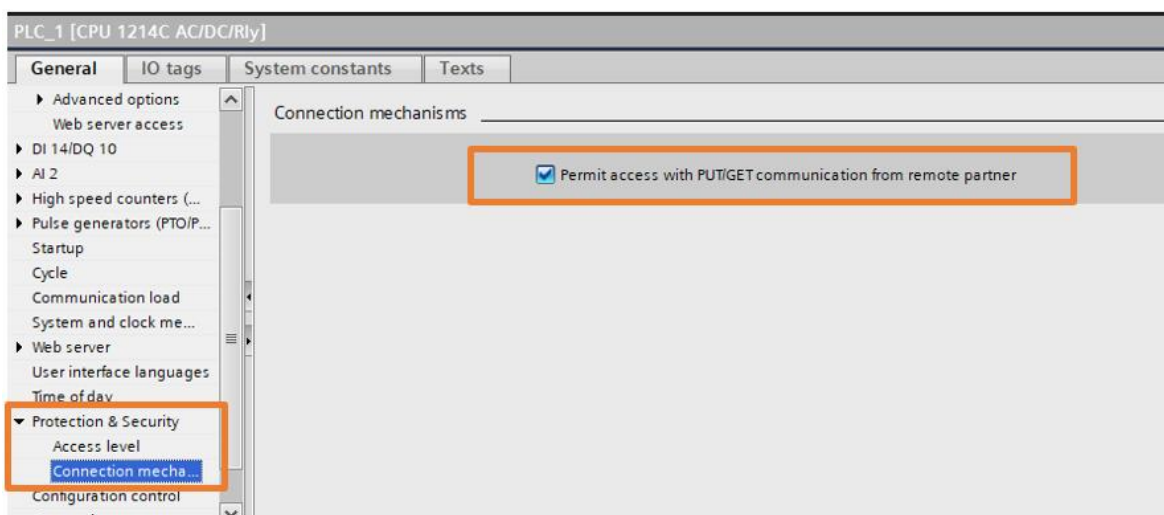 PLC_1 [CPU 1214C AC/DC/Rly]
General IO tags System constants Texts
Advanced options
Web server access
DI 14/DQ 10
AI 2
High speed counters (...
Pulse generators (PTO/P...
Startup
Cycle
Communication load
System and clock me...
Web server
User interface languages
Time of day
Protection & Security
Access level
Connection mecha...
Configuration control
Connection mechanisms
Permit access with PUT/GET communication from remote partner